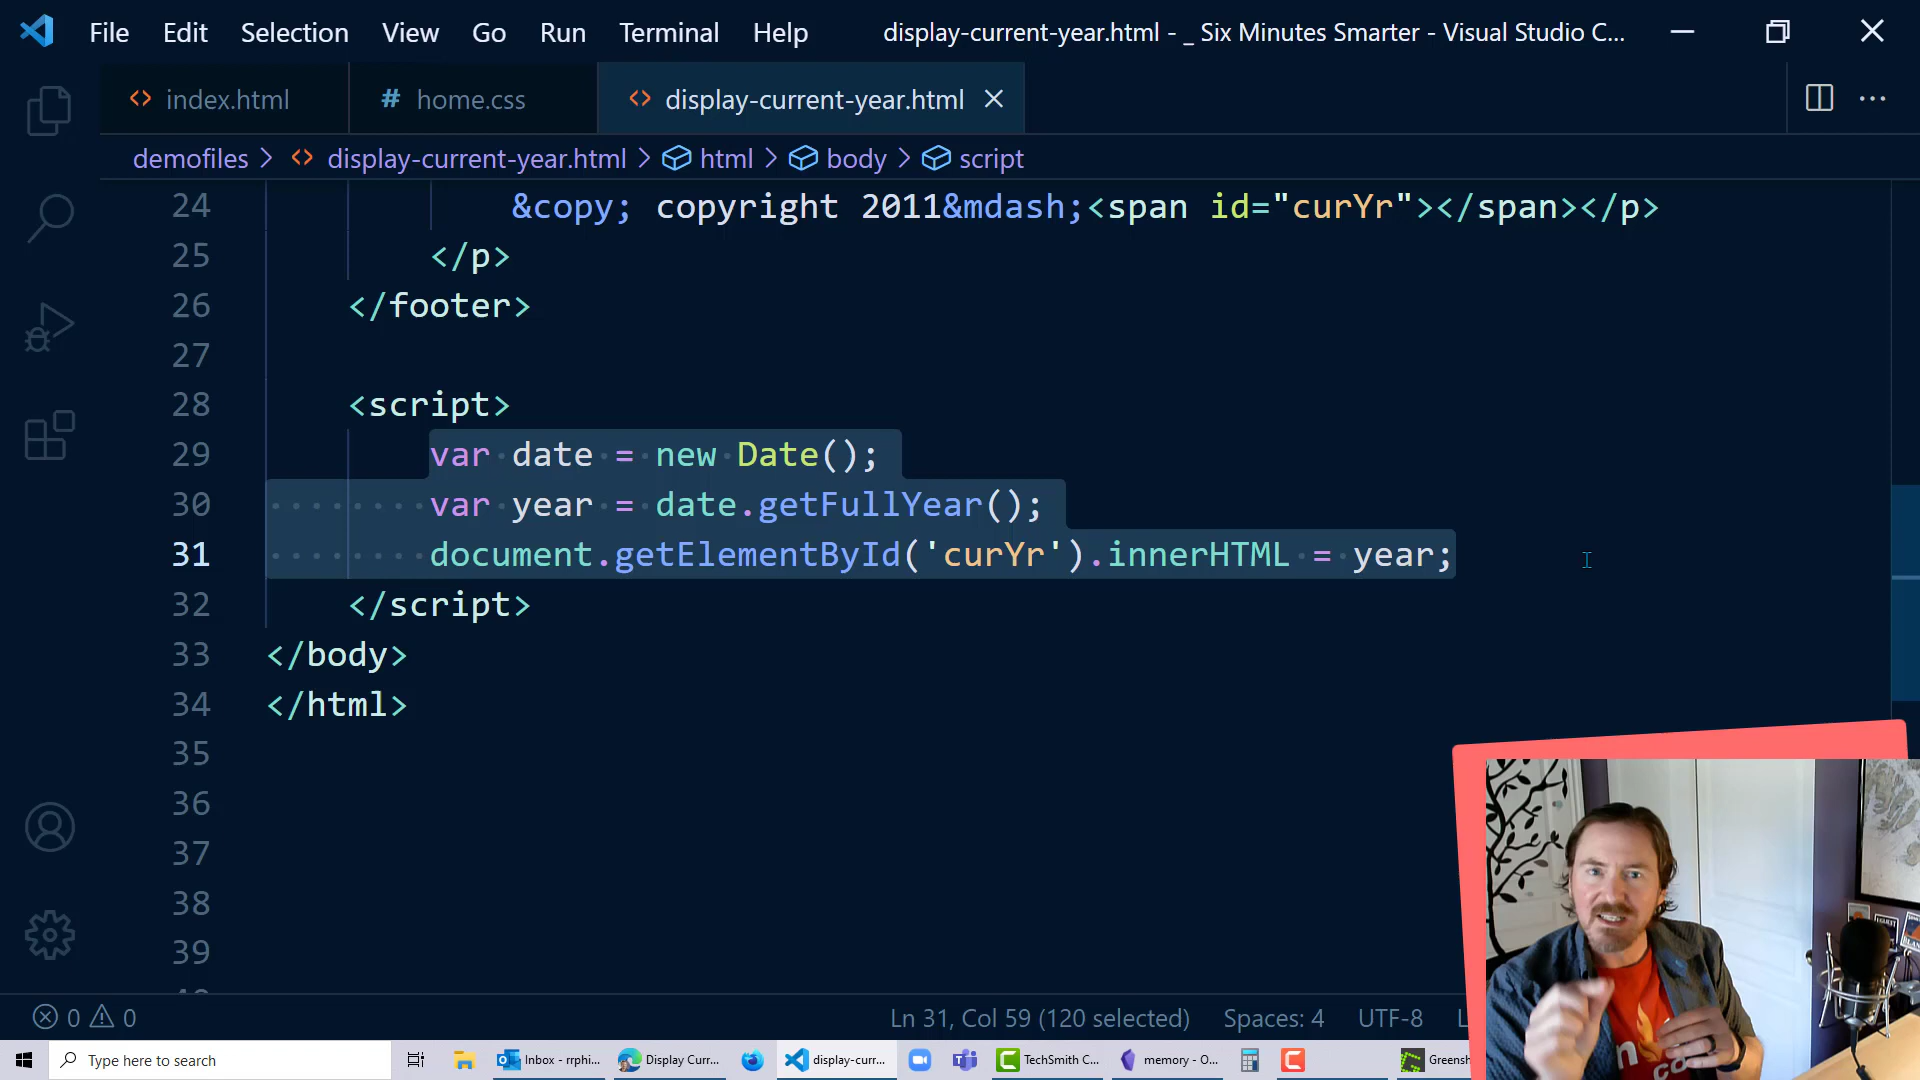 File Edit Selection View Go Run Terminal Help display-current-year.html - _ Six Minutes Smarter - Visual Studio C...
index.html # home.css display-current-year.html
demofiles > display-current-year.html > html > body > script
24 &copy; copyright 2011&mdash;<span id="curYr"></span></p>
25 </p>
26 </footer>
27
28 <script>
29 var date = new Date();
30 var year = date.getFullYear();
31 document.getElementById('curYr').innerHTML = year;
32 </script>
33 </body>
34 </html>
35
36
37
38
39
0 0 Ln 31, Col 59 (120 selected) Spaces: 4 UTF-8
Type here to search Inbox - rrphi... Display Curr... display-curr... TechSmith C... memory - O... Greensh